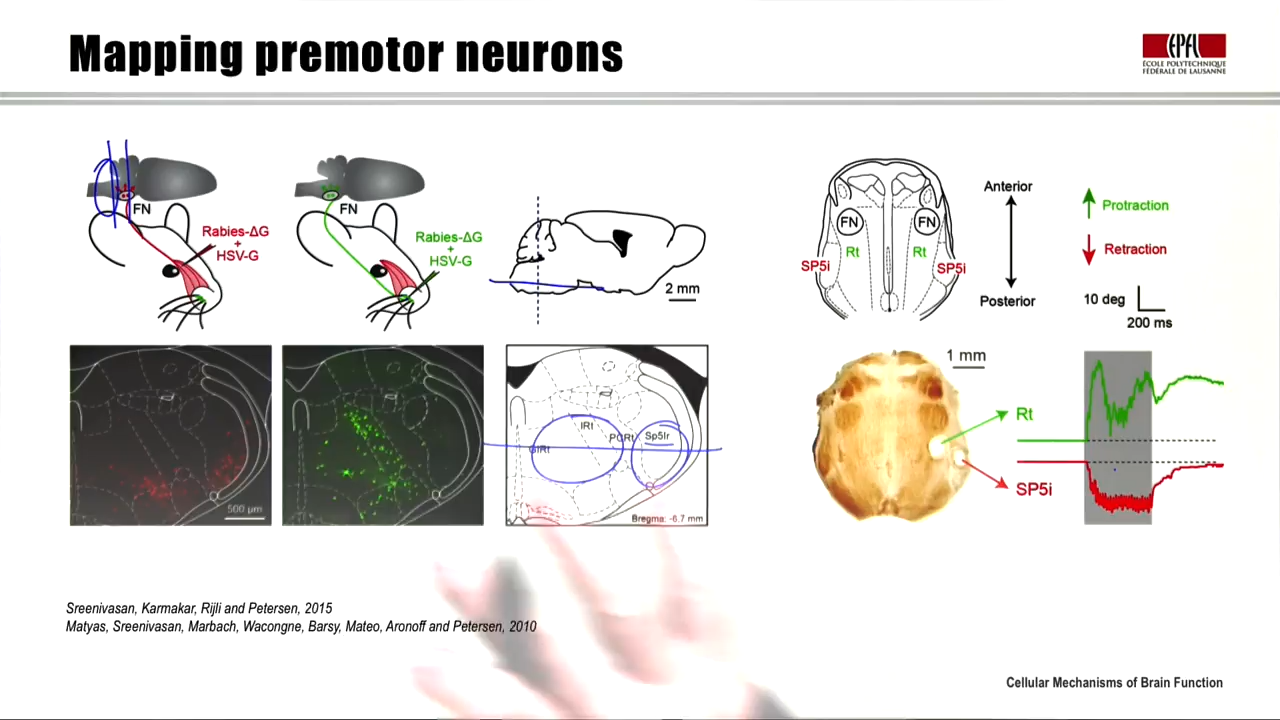 Mapping premotor neurons
EPFL
ÉCOLE POLYTECHNIQUE
FÉDÉRALE DE LAUSANNE
FN
Rabies-ΔG
+
HSV-G
FN
Rabies-ΔG
+
HSV-G
2 mm
FN
FN
Rt
Rt
SP5i
SP5i
Anterior
Posterior
Protraction
Retraction
10 deg
200 ms
500 µm
IRt
PCRt
Sp5Ir
GiRt
Bregma: -6.7 mm
1 mm
Rt
SP5i
Sreenivasan, Karmakar, Rijli and Petersen, 2015
Matyas, Sreenivasan, Marbach, Wacongne, Barsy, Mateo, Aronoff and Petersen, 2010
Cellular Mechanisms of Brain Function